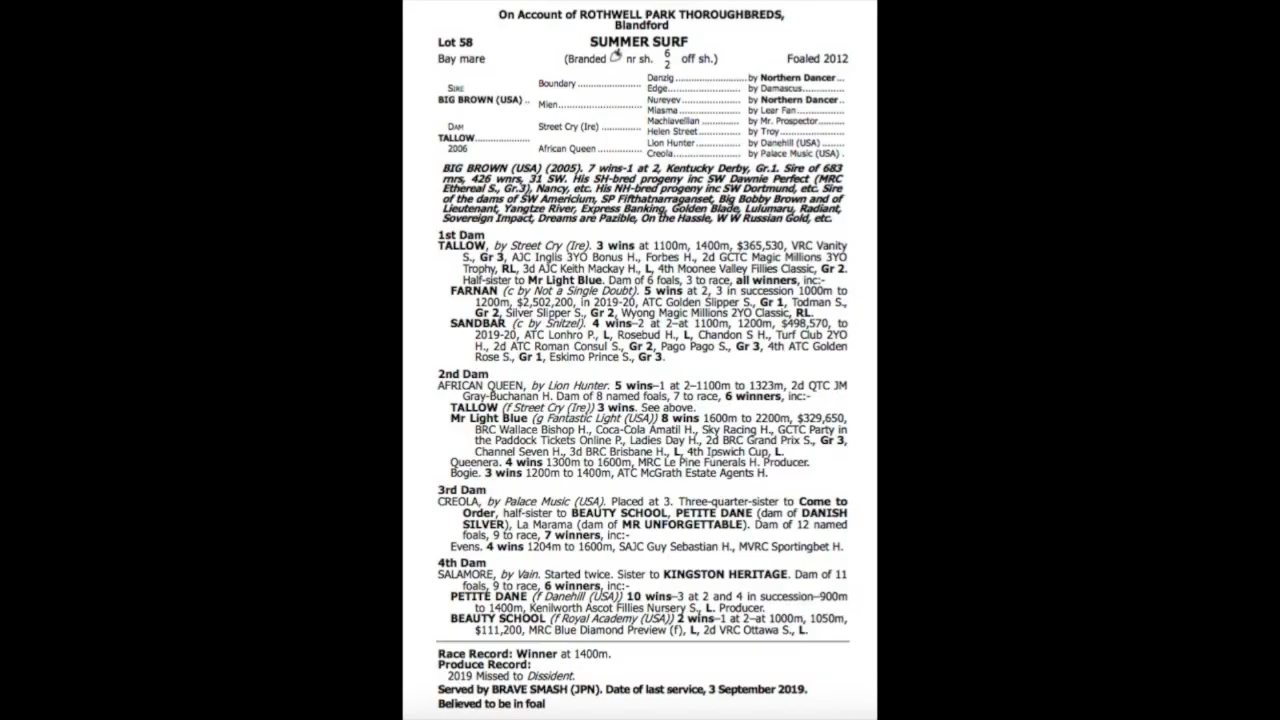 On Account of ROTHWELL PARK THOROUGHBREDS,
Blandford
Lot 58 SUMMER SURF
Bay mare (Branded nr sh. 6 2 off sh.) Foaled 2012
SIRE
BIG BROWN (USA) ..
Boundary ....................
Danzig........................by Northern Dancer...
Edge..........................by Damascus...............
Mien..........................
Nureyev......................by Northern Dancer..
Miasma.......................by Lear Fan...............
DAM
TALLOW.....................
2006
Street Cry (Ire) .............
Machiavellian ..............by Mr. Prospector.........
Helen Street.................by Troy.....................
African Queen ..............
Lion Hunter.................by Danehill (USA) .......
Creola........................by Palace Music (USA) .
BIG BROWN (USA) (2005). 7 wins-1 at 2, Kentucky Derby, Gr.1. Sire of 683
rnrs, 426 wnrs, 31 SW. His SH-bred progeny inc SW Dawnie Perfect (MRC
Ethereal S., Gr.3), Nancy, etc. His NH-bred progeny inc SW Dortmund, etc. Sire
of the dams of SW Americium, SP Fifthatnarraganset, Big Bobby Brown and of
Lieutenant, Yangtze River, Express Banking, Golden Blade, Lulumaru, Radiant,
Sovereign Impact, Dreams are Pazible, On the Hassle, W W Russian Gold, etc.
1st Dam
TALLOW, by Street Cry (Ire). 3 wins at 1100m, 1400m, $365,530, VRC Vanity
S., Gr 3, AJC Inglis 3YO Bonus H., Forbes H., 2d GCTC Magic Millions 3YO
Trophy, RL, 3d AJC Keith Mackay H., L, 4th Moonee Valley Fillies Classic, Gr 2.
Half-sister to Mr Light Blue. Dam of 6 foals, 3 to race, all winners, inc:-
FARNAN (c by Not a Single Doubt). 5 wins at 2, 3 in succession 1000m to
1200m, $2,502,200, in 2019-20, ATC Golden Slipper S., Gr 1, Todman S.,
Gr 2, Silver Slipper S., Gr 2, Wyong Magic Millions 2YO Classic, RL.
SANDBAR (c by Snitzel). 4 wins–2 at 2–at 1100m, 1200m, $498,570, to
2019-20, ATC Lonhro P., L, Rosebud H., L, Chandon S H., Turf Club 2YO
H., 2d ATC Roman Consul S., Gr 2, Pago Pago S., Gr 3, 4th ATC Golden
Rose S., Gr 1, Eskimo Prince S., Gr 3.
2nd Dam
AFRICAN QUEEN, by Lion Hunter. 5 wins–1 at 2–1100m to 1323m, 2d QTC JM
Gray-Buchanan H. Dam of 8 named foals, 7 to race, 6 winners, inc:-
TALLOW (f Street Cry (Ire)) 3 wins. See above.
Mr Light Blue (g Fantastic Light (USA)) 8 wins 1600m to 2200m, $329,650,
BRC Wallace Bishop H., Coca-Cola Amatil H., Sky Racing H., GCTC Party in
the Paddock Tickets Online P., Ladies Day H., 2d BRC Grand Prix S., Gr 3,
Channel Seven H., 3d BRC Brisbane H., L, 4th Ipswich Cup, L.
Queenera. 4 wins 1300m to 1600m, MRC Le Pine Funerals H. Producer.
Bogie. 3 wins 1200m to 1400m, ATC McGrath Estate Agents H.
3rd Dam
CREOLA, by Palace Music (USA). Placed at 3. Three-quarter-sister to Come to
Order, half-sister to BEAUTY SCHOOL, PETITE DANE (dam of DANISH
SILVER), La Marama (dam of MR UNFORGETTABLE). Dam of 12 named
foals, 9 to race, 7 winners, inc:-
Evens. 4 wins 1204m to 1600m, SAJC Guy Sebastian H., MVRC Sportingbet H.
4th Dam
SALAMORE, by Vain. Started twice. Sister to KINGSTON HERITAGE. Dam of 11
foals, 9 to race, 6 winners, inc:-
PETITE DANE (f Danehill (USA)) 10 wins–3 at 2 and 4 in succession–900m
to 1400m, Kenilworth Ascot Fillies Nursery S., L. Producer.
BEAUTY SCHOOL (f Royal Academy (USA)) 2 wins–1 at 2–at 1000m, 1050m,
$111,200, MRC Blue Diamond Preview (f), L, 2d VRC Ottawa S., L.
Race Record: Winner at 1400m.
Produce Record:
2019 Missed to Dissident.
Served by BRAVE SMASH (JPN). Date of last service, 3 September 2019.
Believed to be in foal